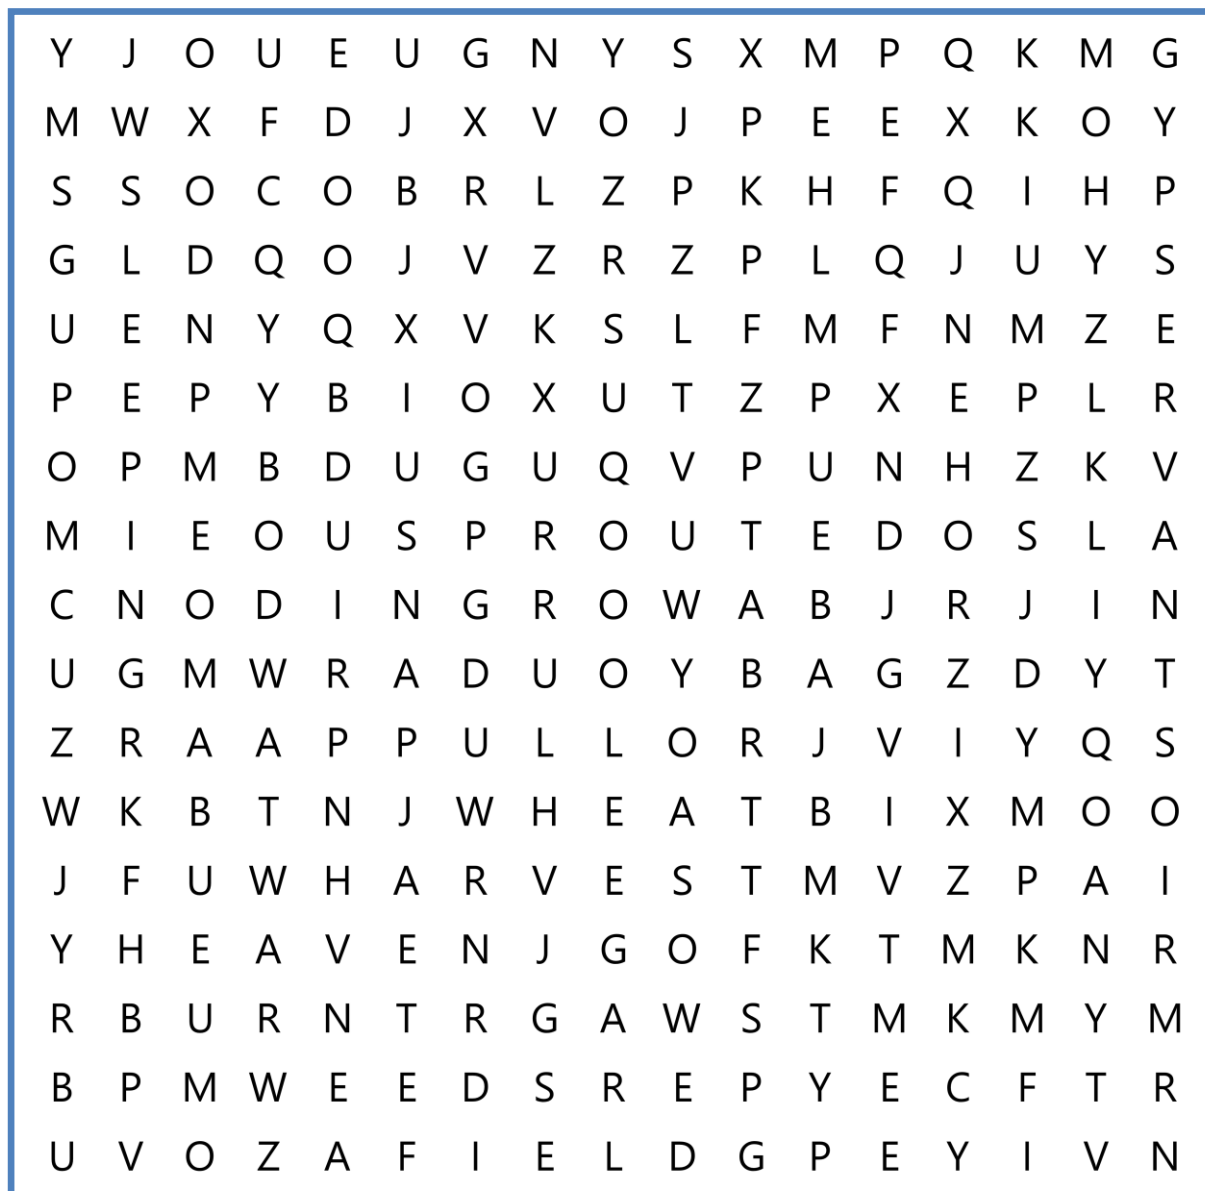 Y J O U E U G N Y S X M P Q K M G
M W X F D J X V O J P E E X K O Y
S S O C O B R L Z P K H F Q I H P
G L D Q O J V Z R Z P L Q J U Y S
U E N Y Q X V K S L F M F N M Z E
P E P Y B I O X U T Z P X E P L R
O P M B D U G U Q V P U N H Z K V
M I E O U S P R O U T E D O S L A
C N O D I N G R O W A B J R J I N
U G M W R A D U O Y B A G Z D Y T
Z R A A P P U L L O R J V I Y Q S
W K B T N J W H E A T B I X M O O
J F U W H A R V E S T M V Z P A I
Y H E A V E N J G O F K T M K N R
R B U R N T R G A W S T M K M Y M
B P M W E E D S R E P Y E C F T R
U V O Z A F I E L D G P E Y I V N